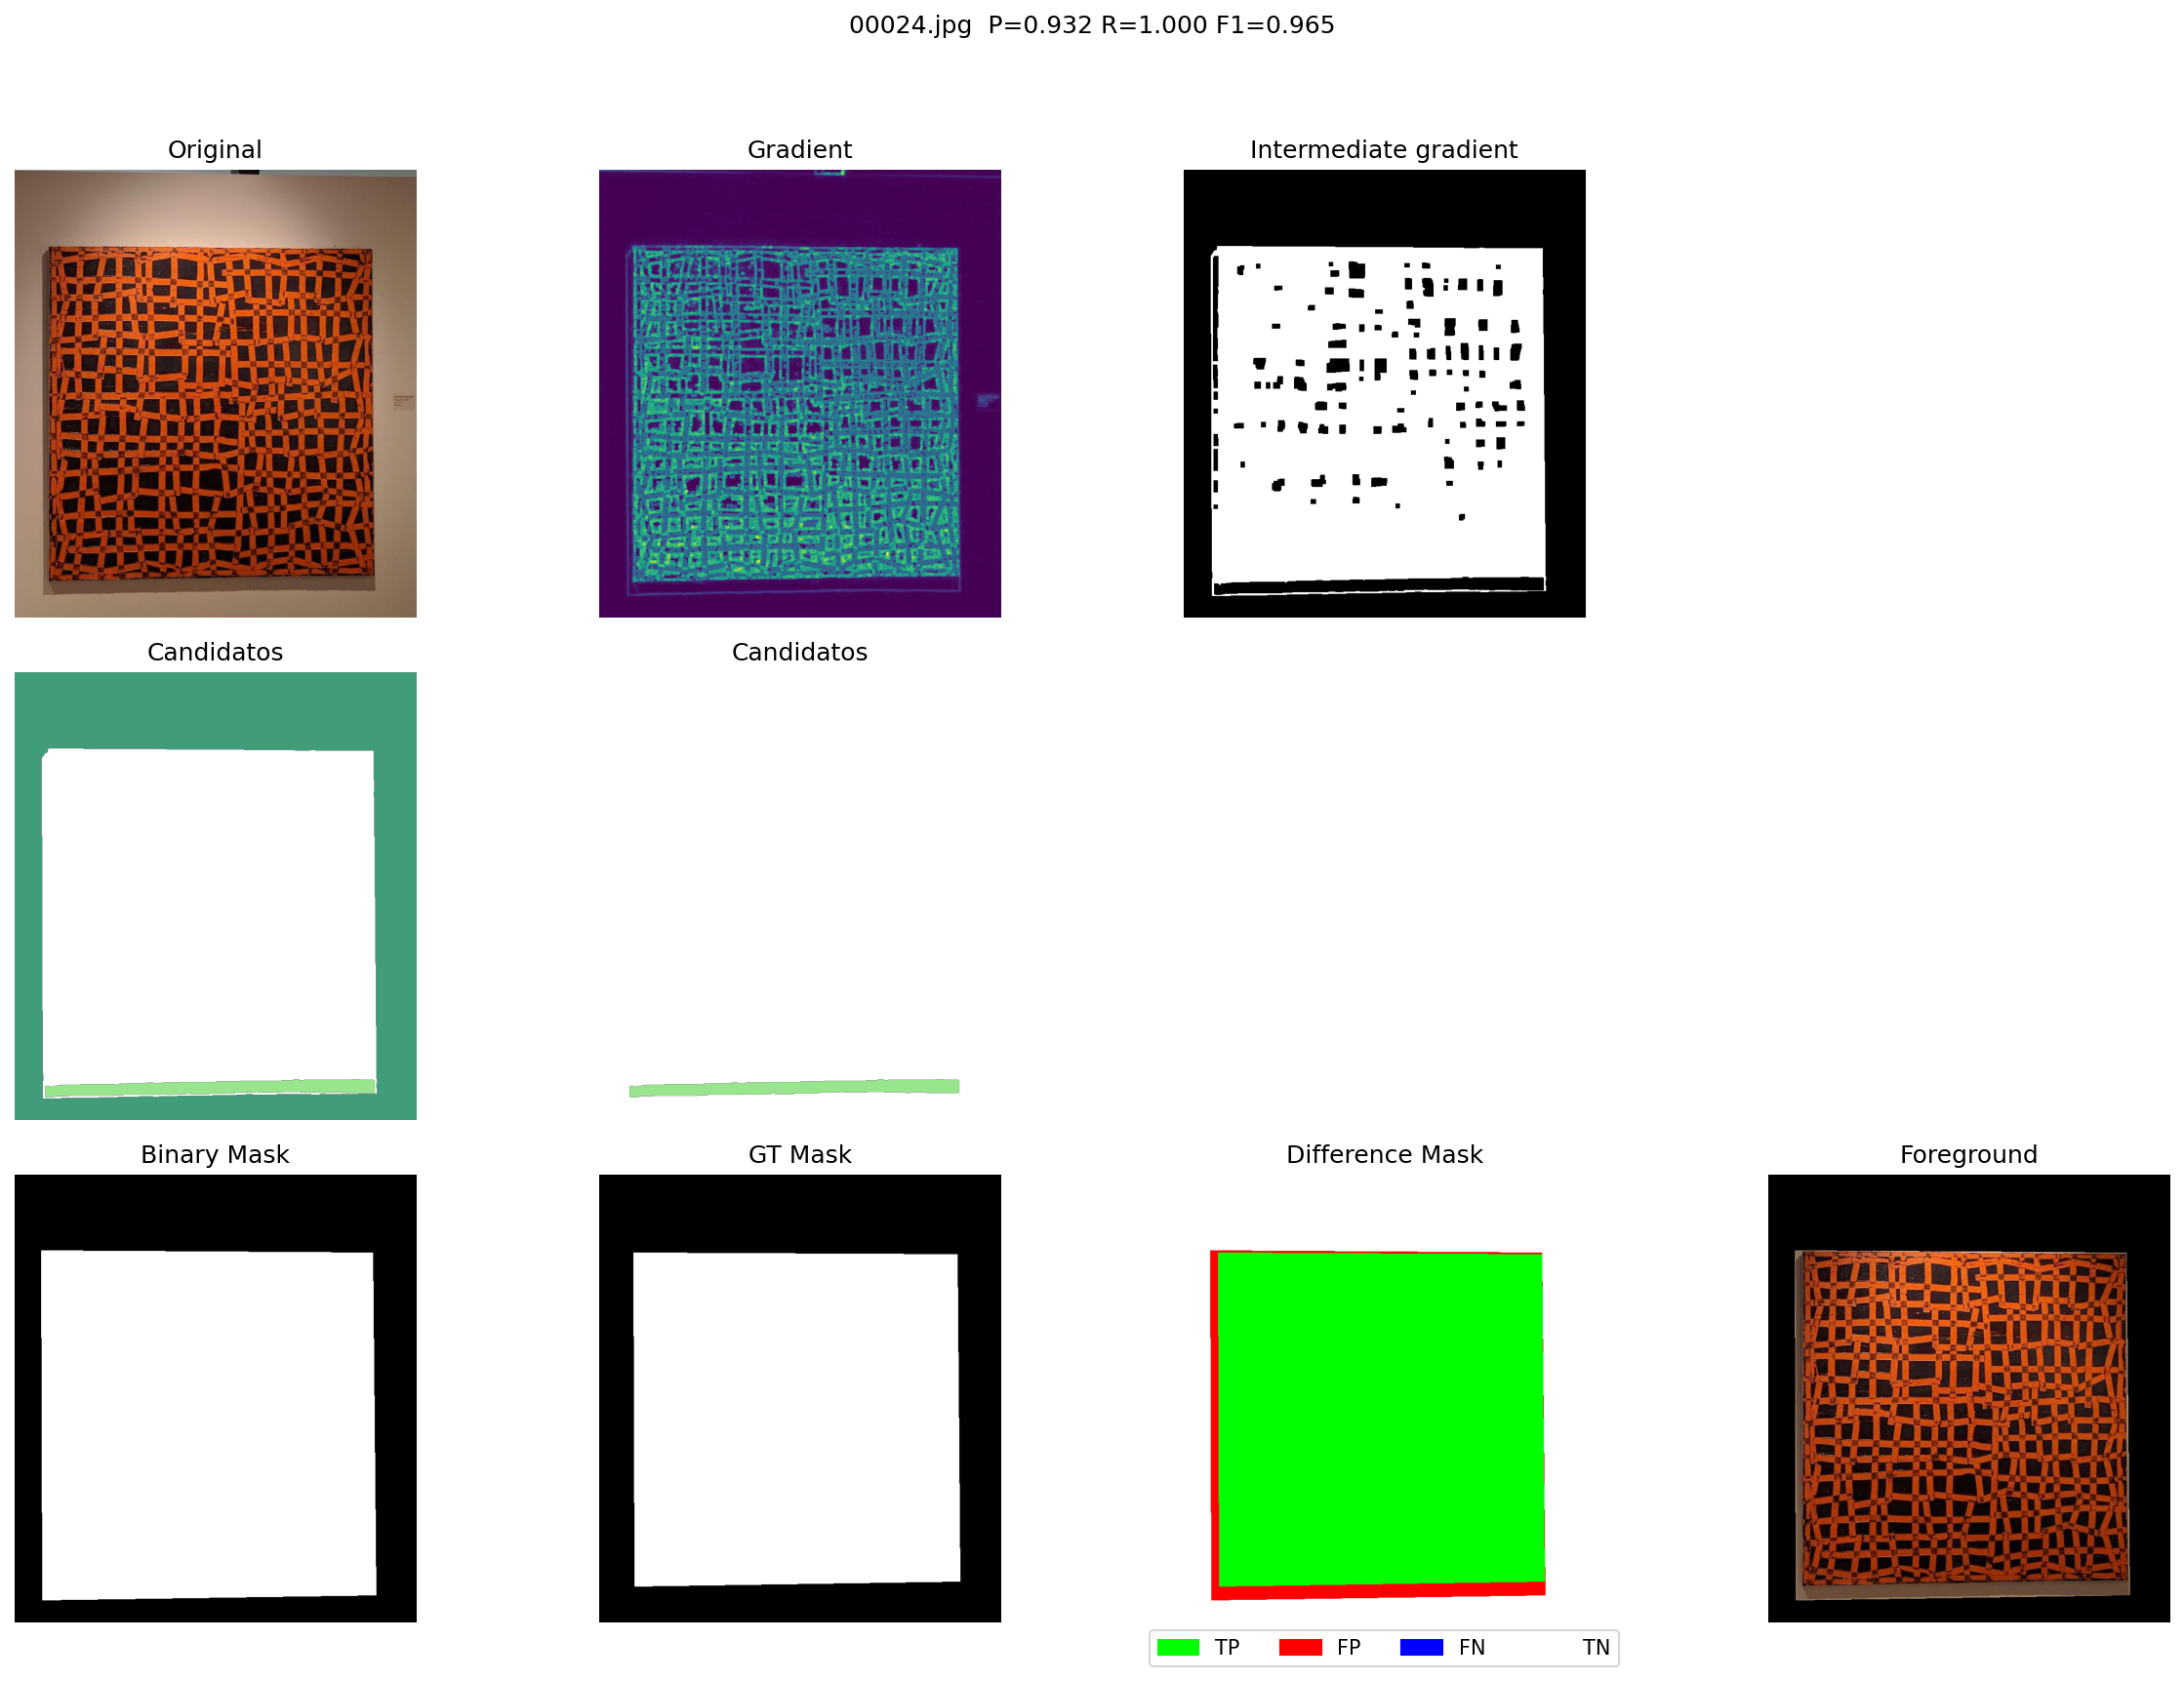 00024.jpg  P=0.932 R=1.000 F1=0.965
Original
Gradient
Intermediate gradient
Candidatos
Candidatos
Binary Mask
GT Mask
Difference Mask
Foreground
TP
FP
FN
TN